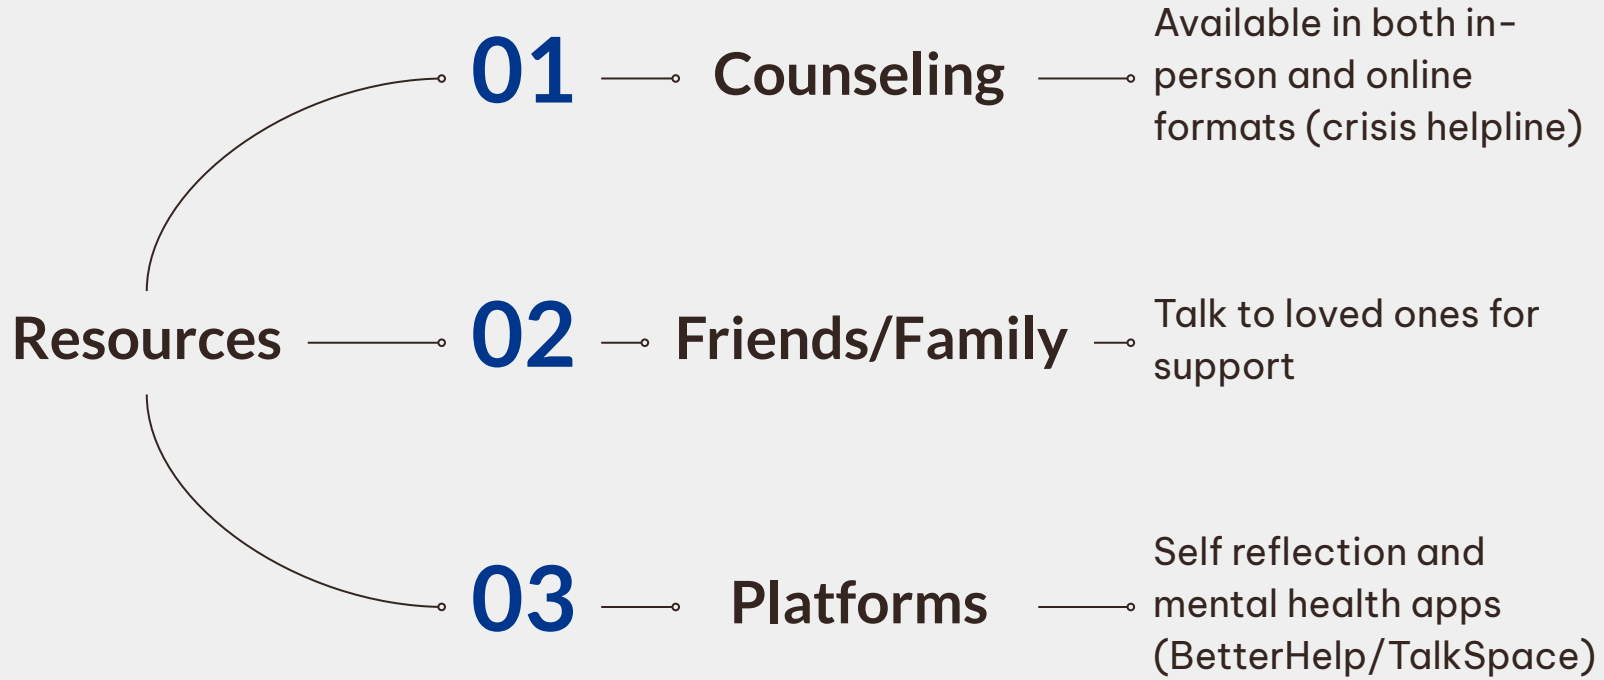 Resources
01
Counseling
Available in both in-
person and online
formats (crisis helpline)
02
Friends/Family
Talk to loved ones for
support
03
Platforms
Self reflection and
mental health apps
(BetterHelp/TalkSpace)